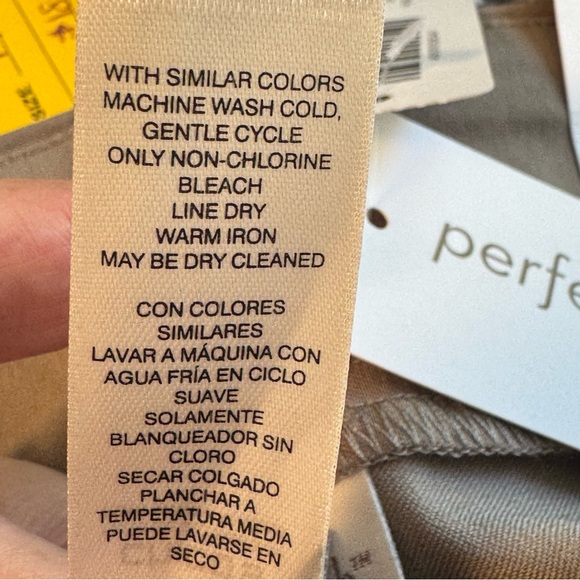 WITH SIMILAR COLORS
MACHINE WASH COLD,
GENTLE CYCLE
ONLY NON-CHLORINE
BLEACH
LINE DRY
WARM IRON
MAY BE DRY CLEANED
CON COLORES
SIMILARES
LAVAR A MÁQUINA CON
AGUA FRÍA EN CICLO
SUAVE
SOLAMENTE
BLANQUEADOR SIN
CLORO
SECAR COLGADO
PLANCHAR A
TEMPERATURA MEDIA
PUEDE LAVARSE EN
SECO
perfe
SIZE